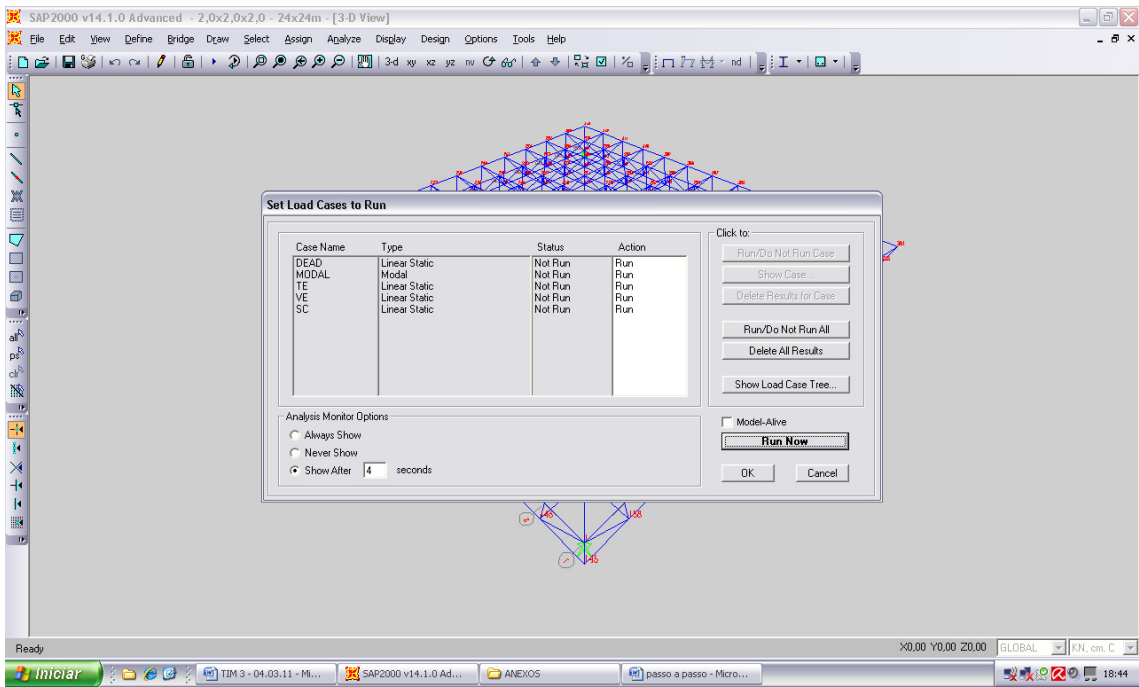 SAP2000 v14.1.0 Advanced - 2,0x2,0x2,0 - 24x24m - [3-D View]
File Edit View Define Bridge Draw Select Assign Analyze Display Design Options Tools Help
3-d xy xz yz nv nd
all
ps
clr
Set Load Cases to Run
Case Name Type Status Action
DEAD Linear Static Not Run Run
MODAL Modal Not Run Run
TE Linear Static Not Run Run
VE Linear Static Not Run Run
SC Linear Static Not Run Run
Click to:
Run/Do Not Run Case
Show Case...
Delete Results for Case
Run/Do Not Run All
Delete All Results
Show Load Case Tree...
Analysis Monitor Options
Always Show
Never Show
Show After 4 seconds
Model-Alive
Run Now
OK Cancel
Ready X0,00 Y0,00 Z0,00 GLOBAL KN, cm, C
Iniciar TIM 3 - 04.03.11 - Mi... SAP2000 v14.1.0 Ad... ANEXOS passo a passo - Micro... 18:44